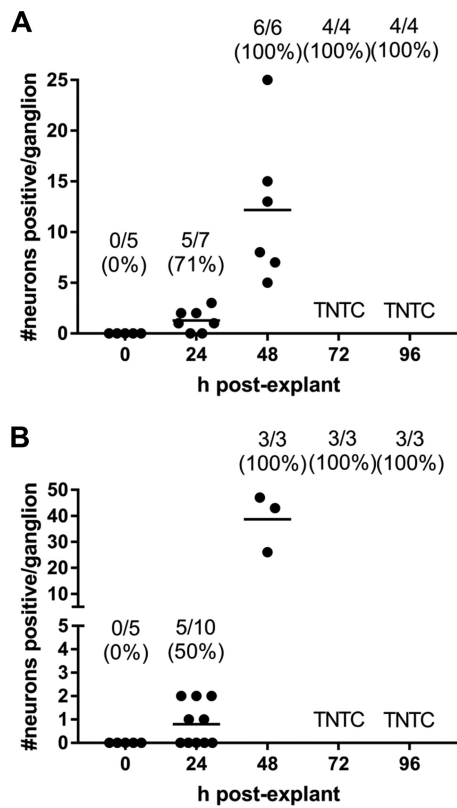 A
6/6 4/4 4/4
(100%) (100%) (100%)
25
20
15
10
5
0
#neurons positive/ganglion
0/5 5/7
(0%) (71%)
TNTC TNTC
0 24 48 72 96
h post-explant
B
3/3 3/3 3/3
(100%) (100%) (100%)
50
40
30
20
10
5
4
3
2
1
0
#neurons positive/ganglion
0/5 5/10
(0%) (50%)
TNTC TNTC
0 24 48 72 96
h post-explant